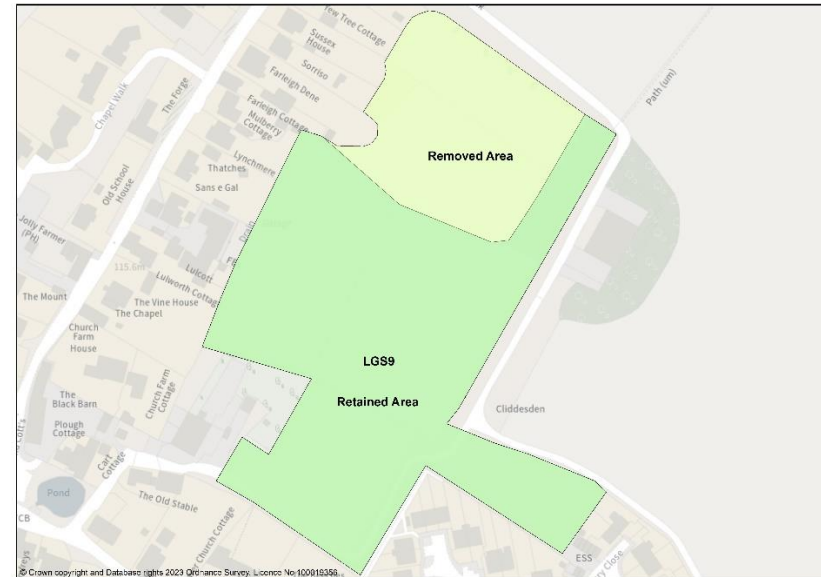 Yew Tree Cottage
Sussex
House
Sorriso
Farleigh Dene
Farleigh Cottage
Mulberry
Cottage
Lynchmere
Thatches
Sans e Gal
Chapel Walk
The Forge
Old School
House
Jolly Farmer
(PH)
Drain
115.6m
Lulcott
Lulworth Cottage
The Mount
The Vine House
The Chapel
Church
Farm
House
Church Farm
Cottage
The
Black Barn
Plough
Cottage
Cart
Cottage
Pond
The Old Stable
Church Cottage
CB
Removed Area
Path (um)
LGS9
Retained Area
Cliddesden
ESS
Close
© Crown copyright and Database rights 2023 Ordnance Survey. Licence No 100019356